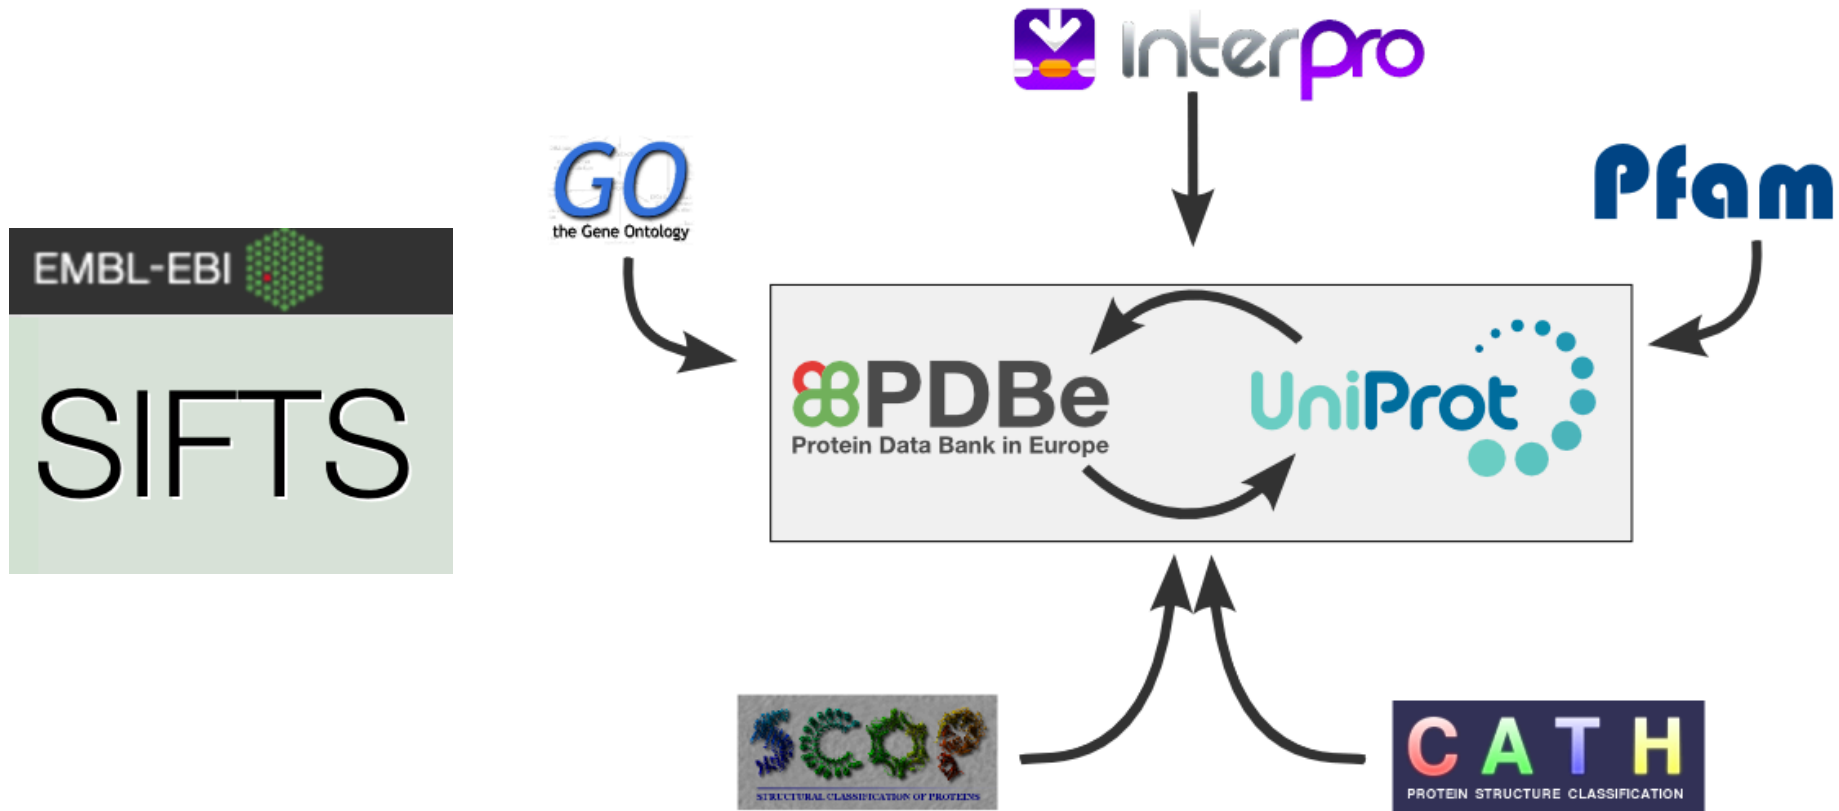 interpro
GO
the Gene Ontology
Pfam
EMBL-EBI
SIFTS
PDBe
Protein Data Bank in Europe
UniProt
SCOP
STRUCTURAL CLASSIFICATION OF PROTEINS
CATH
PROTEIN STRUCTURE CLASSIFICATION